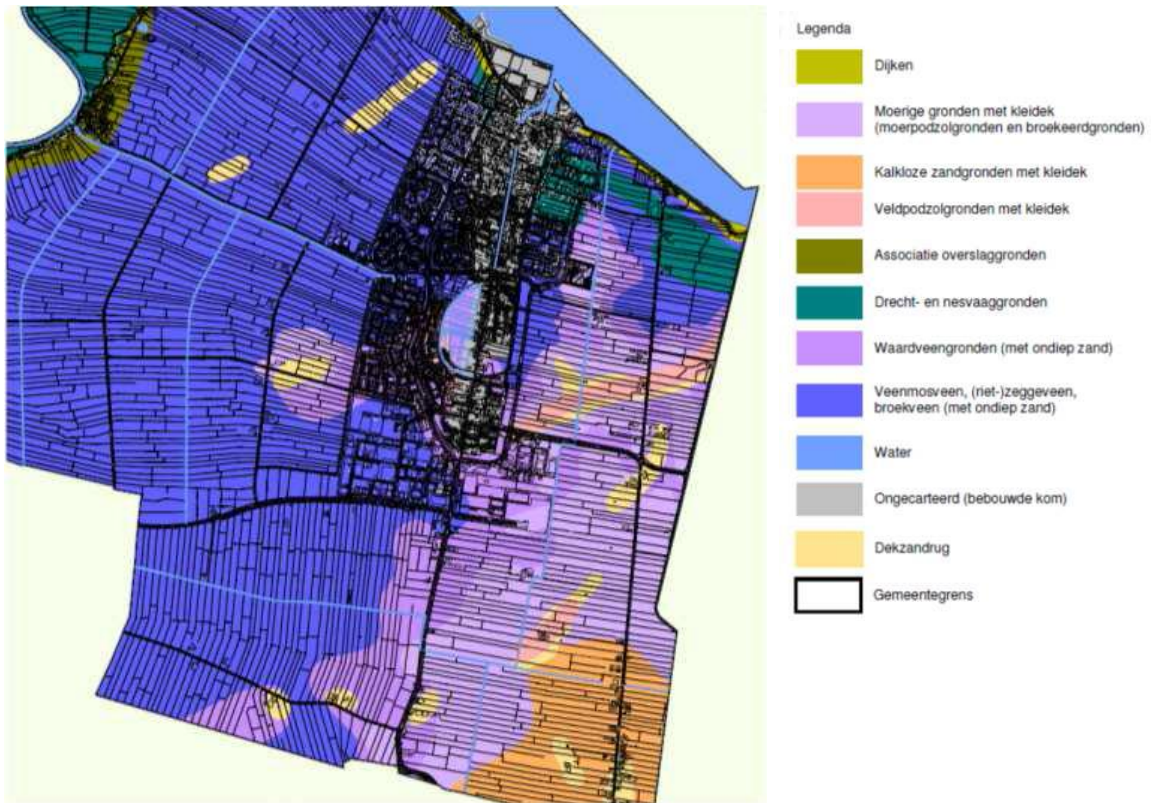 Legenda
Dijken
Moerige gronden met kleidek
(moerpodzolgronden en broekeerdgronden)
Kalkloze zandgronden met kleidek
Veldpodzolgronden met kleidek
Associatie overslaggronden
Drecht- en nesvaaggronden
Waardveengronden (met ondiep zand)
Veenmosveen, (riet-)zeggeveen,
broekveen (met ondiep zand)
Water
Ongecarteerd (bebouwde kom)
Dekzandrug
Gemeentegrens